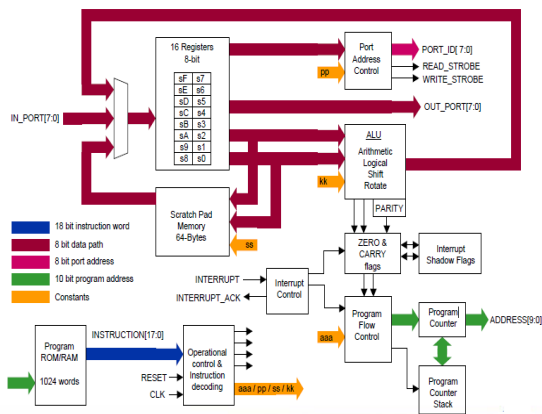 16 Registers
8-bit
sF s7
sE s6
sD s5
sC s4
sB s3
sA s2
s9 s1
s8 s0
Port
Address
Control
pp
PORT_ID[7:0]
READ_STROBE
WRITE_STROBE
OUT_PORT[7:0]
IN_PORT[7:0]
ALU
Arithmetic
Logical
Shift
Rotate
kk
PARITY
Scratch Pad
Memory
64-Bytes
ss
18 bit instruction word
8 bit data path
8 bit port address
10 bit program address
Constants
ZERO &
CARRY
flags
Interrupt
Shadow Flags
INTERRUPT
INTERRUPT_ACK
Interrupt
Control
Program
Flow
Control
aaa
Program
Counter
ADDRESS[9:0]
Program
Counter
Stack
Program
ROM/RAM
1024 words
INSTRUCTION[17:0]
RESET
CLK
Operational
control &
Instruction
decoding
aaa / pp / ss / kk